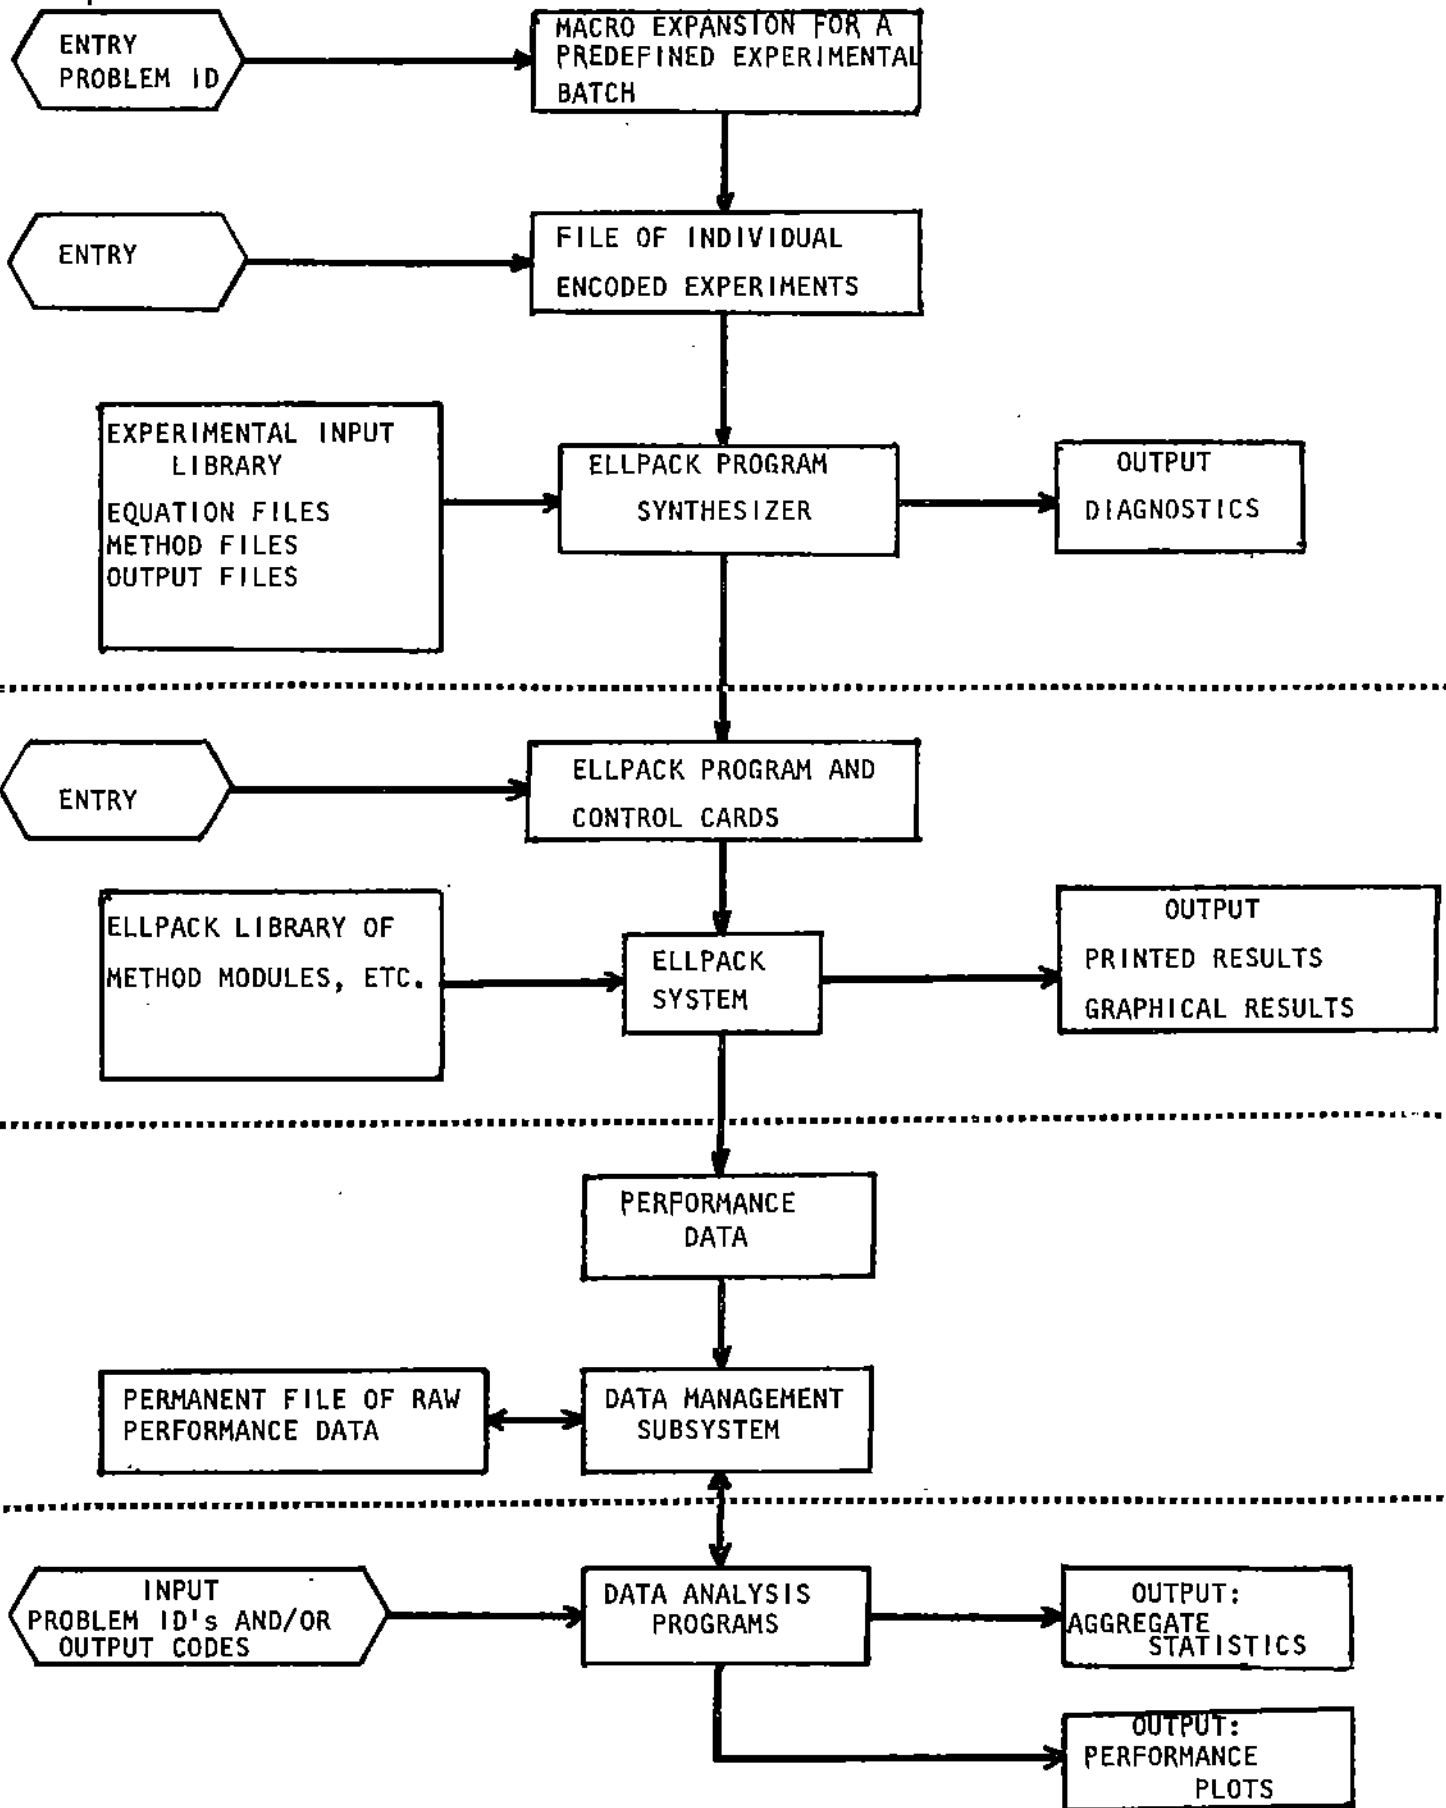 ENTRY
PROBLEM ID
MACRO EXPANSION FOR A
PREDEFINED EXPERIMENTAL
BATCH
ENTRY
FILE OF INDIVIDUAL
ENCODED EXPERIMENTS
EXPERIMENTAL INPUT
LIBRARY
EQUATION FILES
METHOD FILES
OUTPUT FILES
ELLPACK PROGRAM
SYNTHESIZER
OUTPUT
DIAGNOSTICS
ENTRY
ELLPACK PROGRAM AND
CONTROL CARDS
ELLPACK LIBRARY OF
METHOD MODULES, ETC.
ELLPACK
SYSTEM
OUTPUT
PRINTED RESULTS
GRAPHICAL RESULTS
PERFORMANCE
DATA
PERMANENT FILE OF RAW
PERFORMANCE DATA
DATA MANAGEMENT
SUBSYSTEM
INPUT
PROBLEM ID's AND/OR
OUTPUT CODES
DATA ANALYSIS
PROGRAMS
OUTPUT:
AGGREGATE
STATISTICS
OUTPUT:
PERFORMANCE
PLOTS